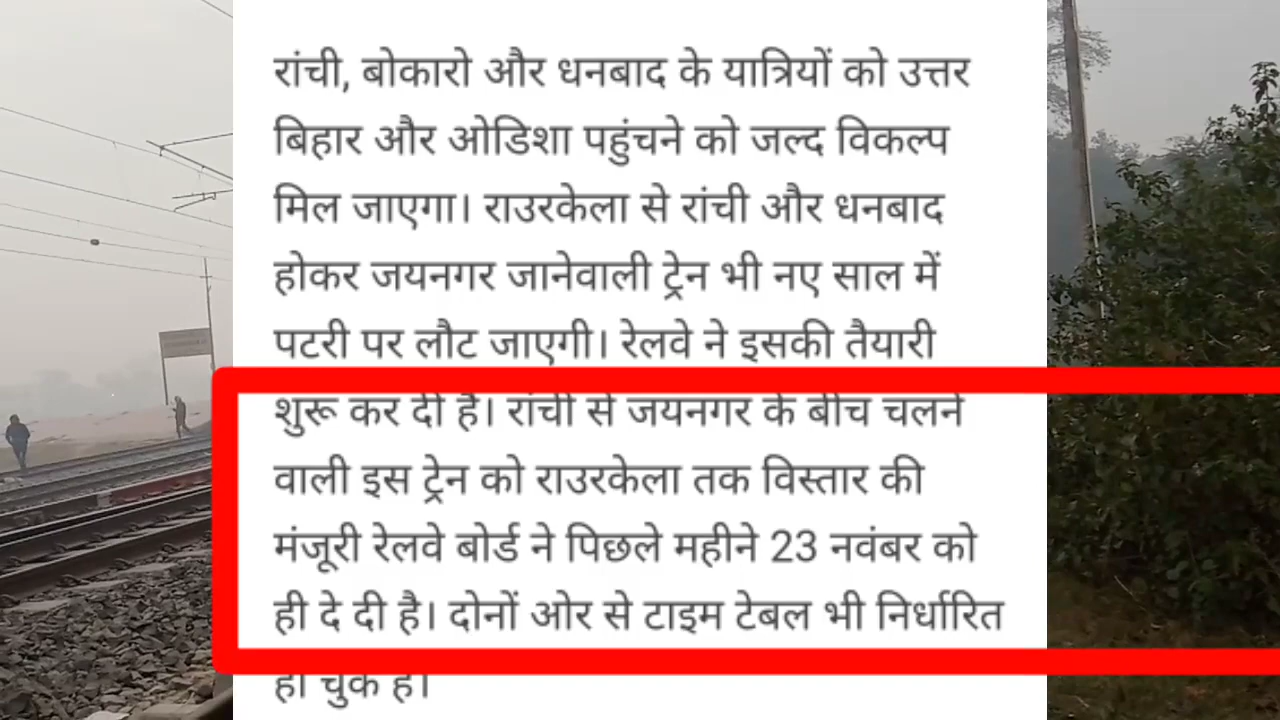 रांची, बोकारो और धनबाद के यात्रियों को उत्तर
बिहार और ओडिशा पहुंचने को जल्द विकल्प
मिल जाएगा। राउरकेला से रांची और धनबाद
होकर जयनगर जानेवाली ट्रेन भी नए साल में
पटरी पर लौट जाएगी। रेलवे ने इसकी तैयारी
शुरू कर दी है। रांची से जयनगर के बीच चलने
वाली इस ट्रेन को राउरकेला तक विस्तार की
मंजूरी रेलवे बोर्ड ने पिछले महीने 23 नवंबर को
ही दे दी है। दोनों ओर से टाइम टेबल भी निर्धारित
हो चुके हैं।